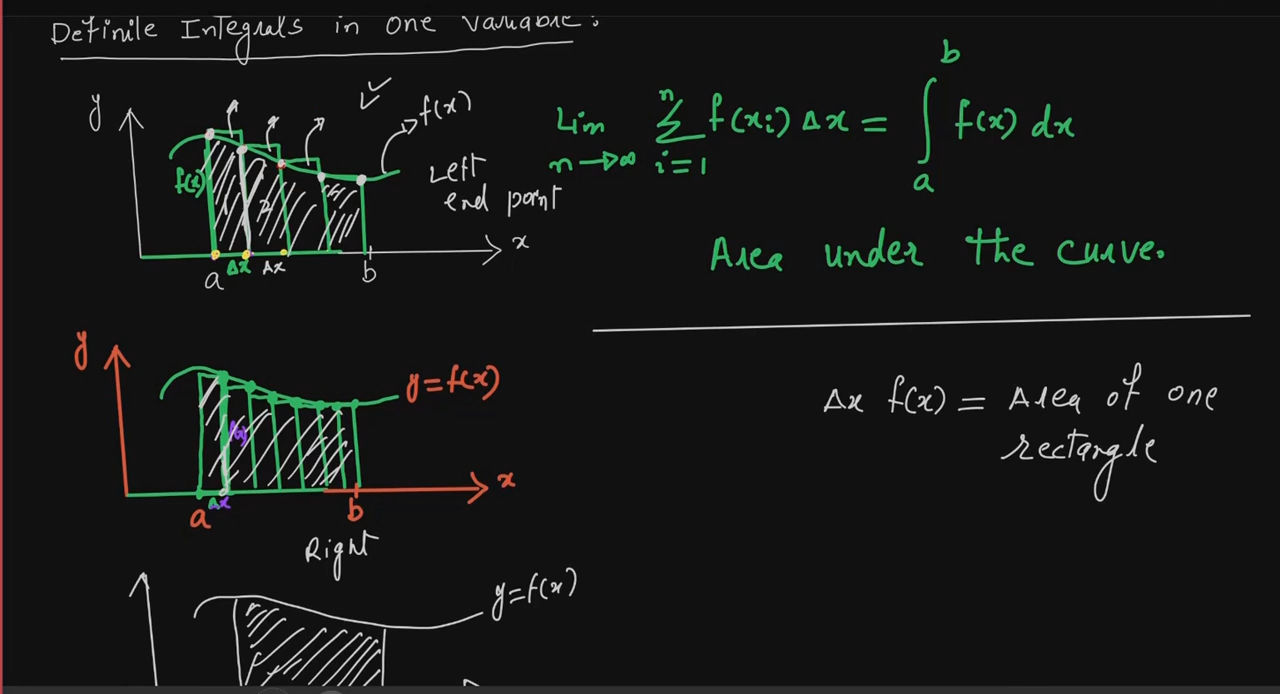 Definite Integrals in one variable:
y
f(x)
Left
end point
f(x)
2
a Δx Δx b x
Lim n→∞ n Σ i=1 f(xi) Δx = b ∫ a f(x) dx
Area under the curve.
y
y=f(x)
f(x)
a Δx b x
Right
Δx f(x) = Area of one
rectangle
y=f(x)